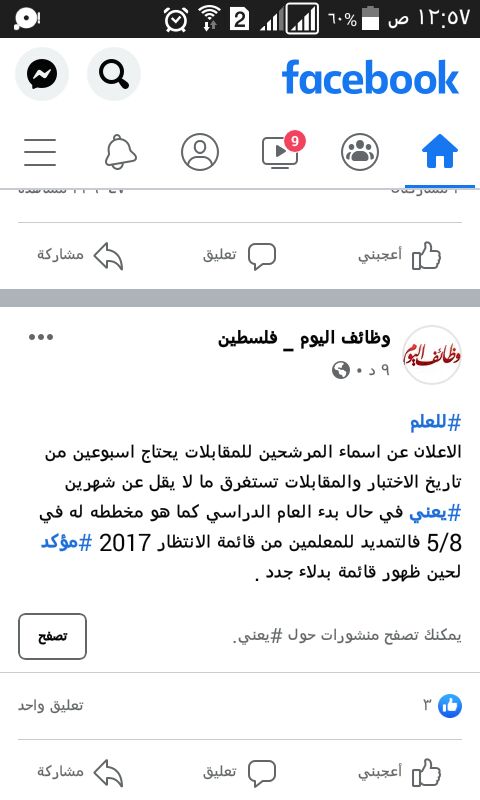 ١٢:٥٧ ص
٦٠%
2
facebook
9
أعجبني
تعليق
مشاركة
وظائف اليوم
وظائف اليوم _ فلسطين
٩ د
#للعلم
الاعلان عن اسماء المرشحين للمقابلات يحتاج اسبوعين من
تاريخ الاختبار والمقابلات تستغرق ما لا يقل عن شهرين
#يعني في حال بدء العام الدراسي كما هو مخططه له في
5/8 فالتمديد للمعلمين من قائمة الانتظار 2017 #مؤكد
لحين ظهور قائمة بدلاء جدد .
يمكنك تصفح منشورات حول #يعني.
تصفح
٣
تعليق واحد
أعجبني
تعليق
مشاركة